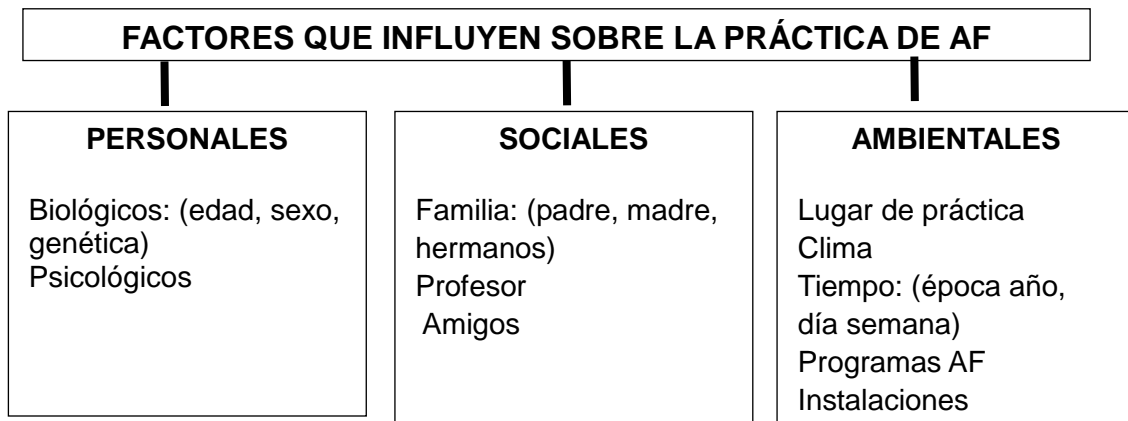 FACTORES QUE INFLUYEN SOBRE LA PRÁCTICA DE AF
PERSONALES
Biológicos: (edad, sexo,
genética)
Psicológicos
SOCIALES
Familia: (padre, madre,
hermanos)
Profesor
Amigos
AMBIENTALES
Lugar de práctica
Clima
Tiempo: (época año,
día semana)
Programas AF
Instalaciones